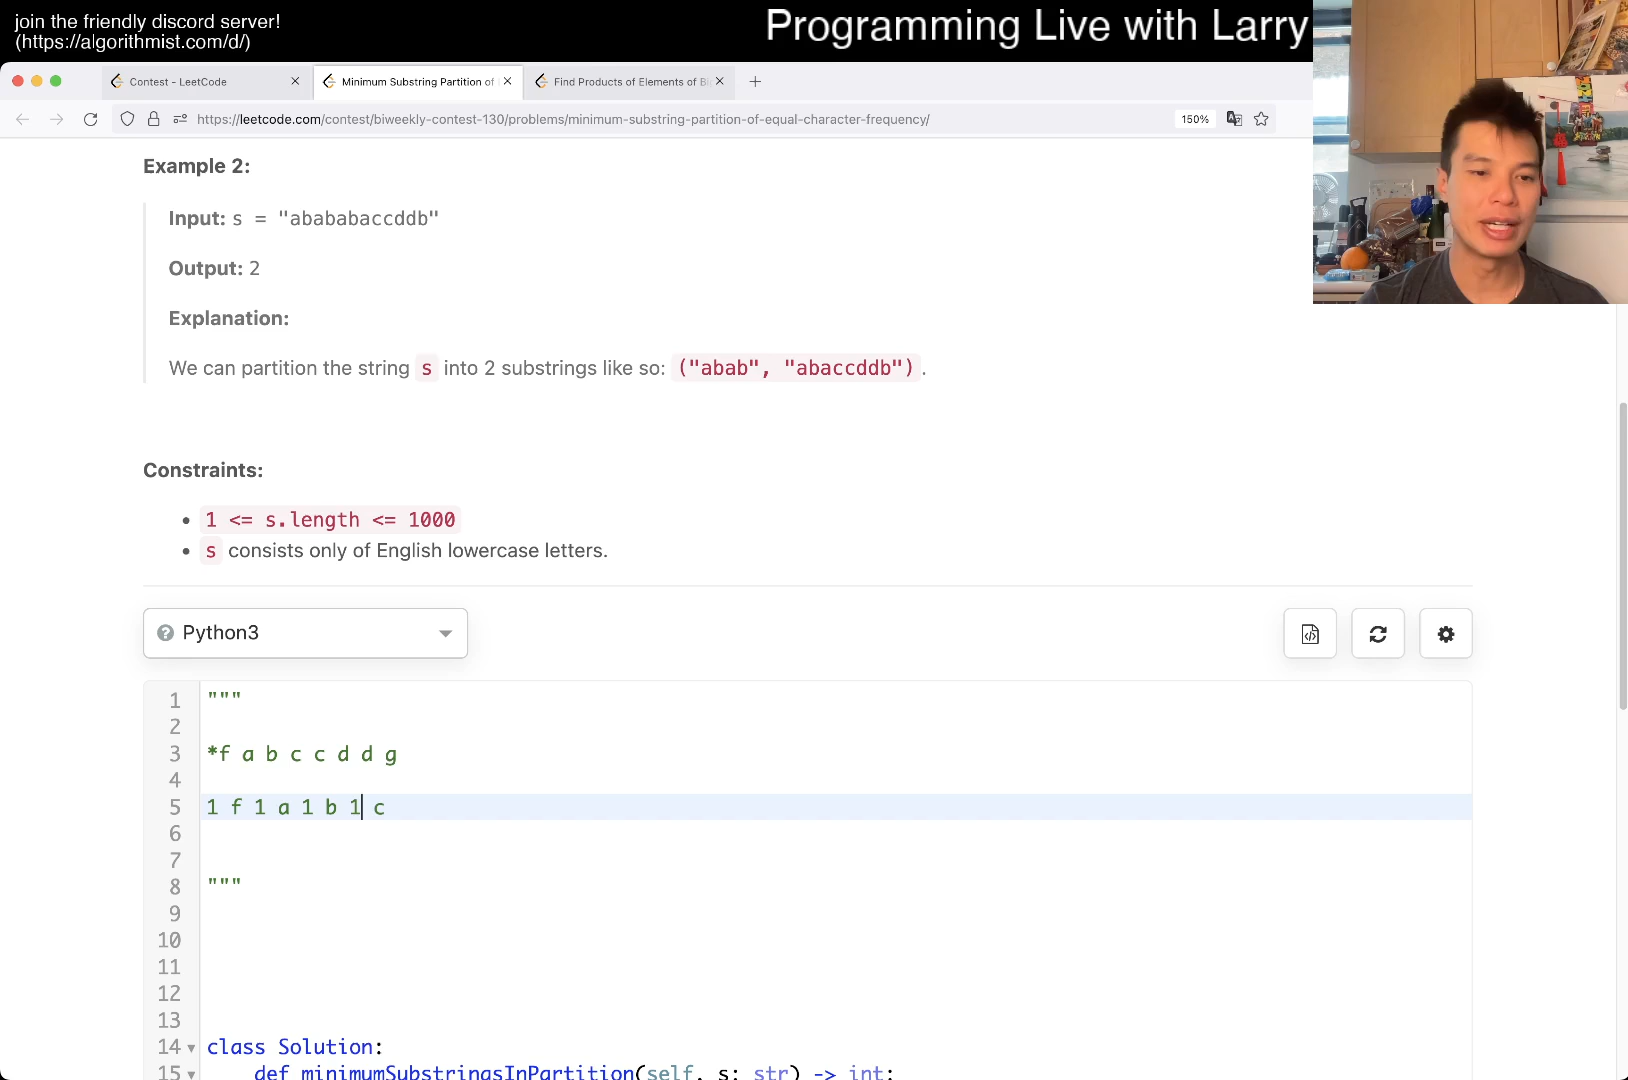 join the friendly discord server!
(https://algorithmist.com/d/)
Programming Live with Larry
Contest - LeetCode
Minimum Substring Partition of
Find Products of Elements of Bi
https://leetcode.com/contest/biweekly-contest-130/problems/minimum-substring-partition-of-equal-character-frequency/
150%
Example 2:
Input: s = "abababaccddb"
Output: 2
Explanation:
We can partition the string s into 2 substrings like so: ("abab", "abaccddb").
Constraints:
• 1 <= s.length <= 1000
• s consists only of English lowercase letters.
Python3
1 """
2
3 *f a b c c d d g
4
5 1 f 1 a 1 b 1 c
6
7
8 """
9
10
11
12
13
14 class Solution:
15 def minimumSubstringsInPartition(self, s: str) -> int: